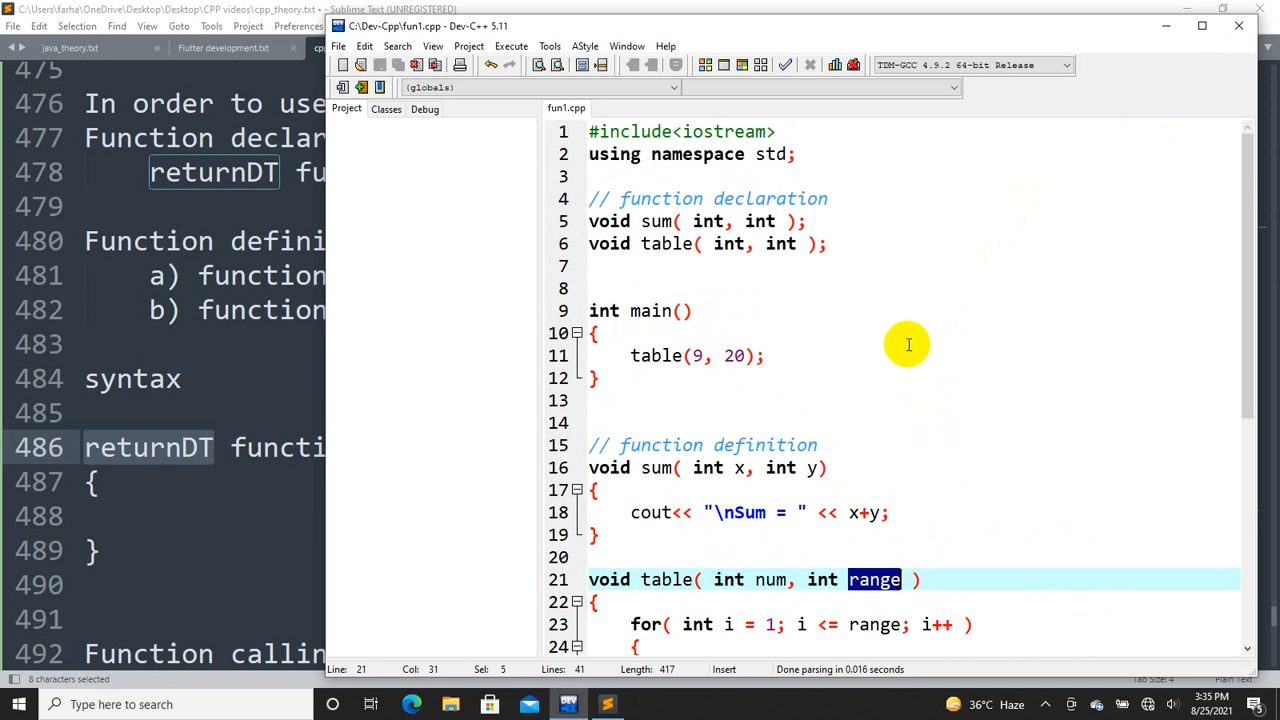 C:\Users\farha\OneDrive\Desktop\Desktop\CPP videos\cpp_theory.txt • - Sublime Text (UNREGISTERED)
File Edit Selection Find View Goto Tools Project Preferences
java_theory.txt Flutter development.txt cpp
475
476 In order to use
477 Function declar
478 returnDT fu
479
480 Function defini
481 a) function
482 b) function
483
484 syntax
485
486 returnDT functi
487 {
488
489 }
490
491
492 Function callin
8 characters selected
Tab Size: 4 Plain Text
C:\Dev-Cpp\fun1.cpp - Dev-C++ 5.11
File Edit Search View Project Execute Tools AStyle Window Help
TDM-GCC 4.9.2 64-bit Release
(globals)
Project Classes Debug
fun1.cpp
1 #include<iostream>
2 using namespace std;
3
4 // function declaration
5 void sum( int, int );
6 void table( int, int );
7
8
9 int main()
10 {
11 table(9, 20);
12 }
13
14
15 // function definition
16 void sum( int x, int y)
17 {
18 cout<< "\nSum = " << x+y;
19 }
20
21 void table( int num, int range )
22 {
23 for( int i = 1; i <= range; i++ )
24 {
Line: 21 Col: 31 Sel: 5 Lines: 41 Length: 417 Insert Done parsing in 0.016 seconds
Type here to search
36°C Haze
3:35 PM
8/25/2021